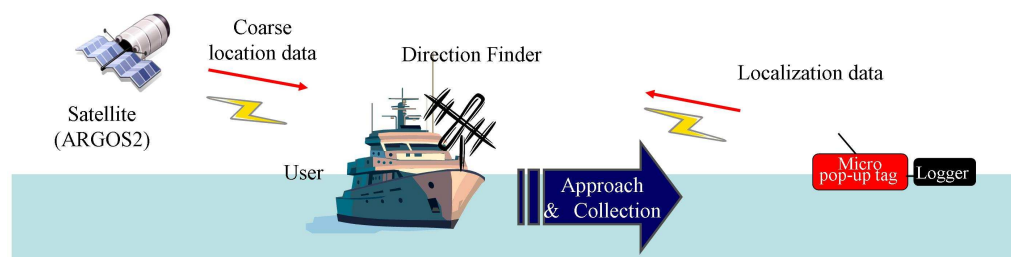 Coarse
location data
Satellite
(ARGOS2)
Direction Finder
User
Localization data
Approach
& Collection
Micro
pop-up tag
Logger